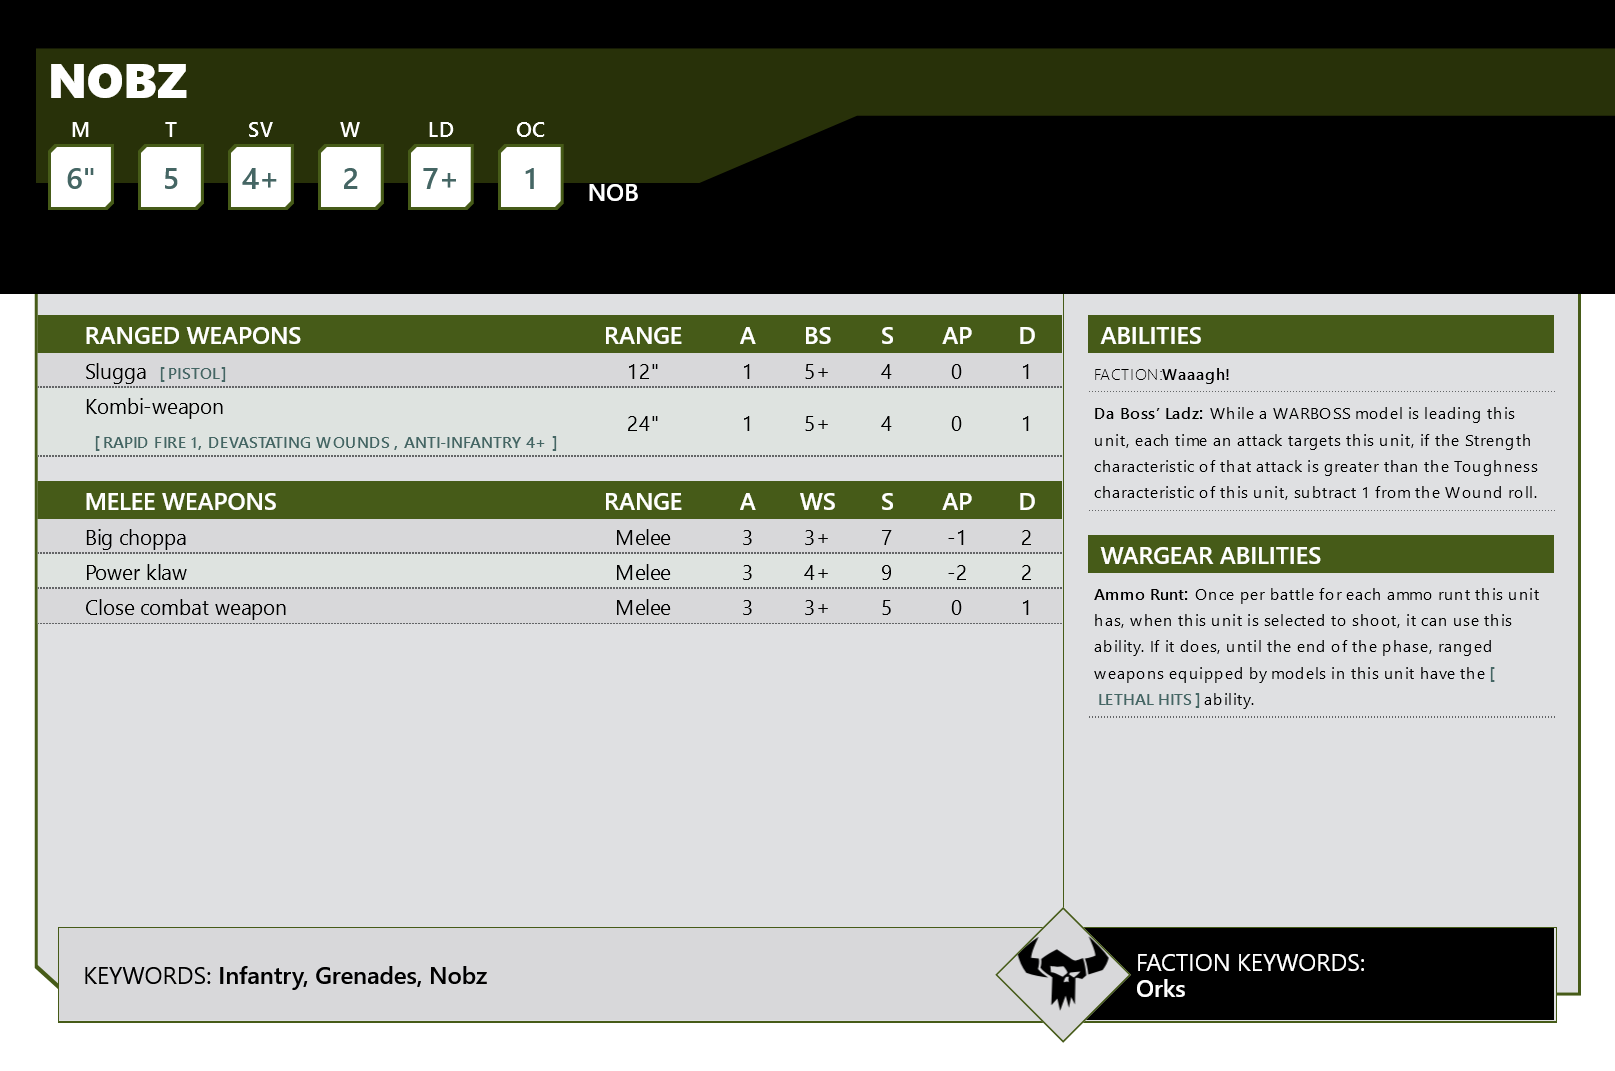 NOBZ
M T SV W LD OC
6" 5 4+ 2 7+ 1 NOB
RANGED WEAPONS RANGE A BS S AP D
Slugga [PISTOL] 12" 1 5+ 4 0 1
Kombi-weapon
[RAPID FIRE 1, DEVASTATING WOUNDS, ANTI-INFANTRY 4+ ] 24" 1 5+ 4 0 1
MELEE WEAPONS RANGE A WS S AP D
Big choppa Melee 3 3+ 7 -1 2
Power klaw Melee 3 4+ 9 -2 2
Close combat weapon Melee 3 3+ 5 0 1
ABILITIES
FACTION:Waaagh!
Da Boss’ Ladz: While a WARBOSS model is leading this
unit, each time an attack targets this unit, if the Strength
characteristic of that attack is greater than the Toughness
characteristic of this unit, subtract 1 from the Wound roll.
WARGEAR ABILITIES
Ammo Runt: Once per battle for each ammo runt this unit
has, when this unit is selected to shoot, it can use this
ability. If it does, until the end of the phase, ranged
weapons equipped by models in this unit have the [
LETHAL HITS] ability.
KEYWORDS: Infantry, Grenades, Nobz
FACTION KEYWORDS:
Orks